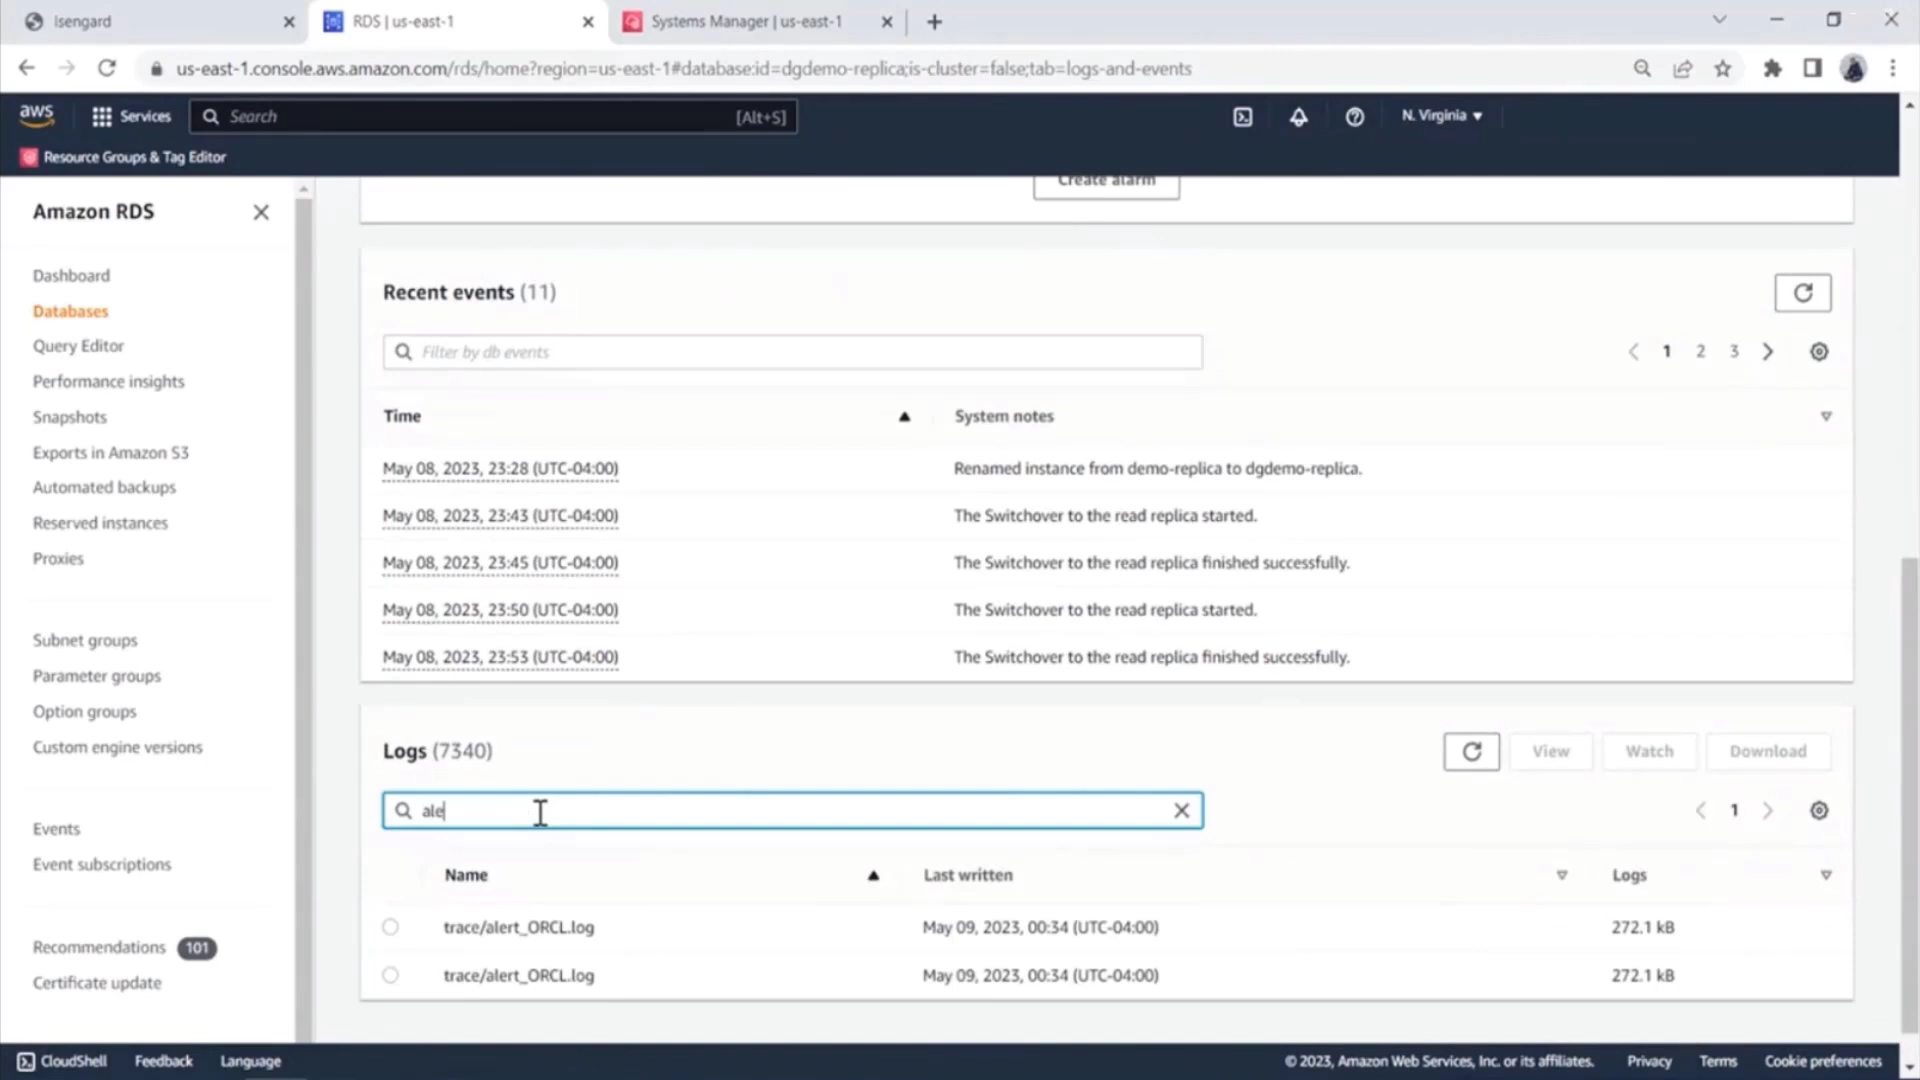 Isengard
RDS | us-east-1
Systems Manager | us-east-1
us-east-1.console.aws.amazon.com/rds/home?region=us-east-1#database:id=dgdemo-replica;is-cluster=false;tab=logs-and-events
aws
Services
Search
[Alt+S]
N. Virginia
Resource Groups & Tag Editor
Amazon RDS
Dashboard
Databases
Query Editor
Performance insights
Snapshots
Exports in Amazon S3
Automated backups
Reserved instances
Proxies
Subnet groups
Parameter groups
Option groups
Custom engine versions
Events
Event subscriptions
Recommendations 101
Certificate update
Create alarm
Recent events (11)
Filter by db events
1 2 3
Time System notes
May 08, 2023, 23:28 (UTC-04:00) Renamed instance from demo-replica to dgdemo-replica.
May 08, 2023, 23:43 (UTC-04:00) The Switchover to the read replica started.
May 08, 2023, 23:45 (UTC-04:00) The Switchover to the read replica finished successfully.
May 08, 2023, 23:50 (UTC-04:00) The Switchover to the read replica started.
May 08, 2023, 23:53 (UTC-04:00) The Switchover to the read replica finished successfully.
Logs (7340)
View Watch Download
ale
1
Name Last written Logs
trace/alert_ORCL.log May 09, 2023, 00:34 (UTC-04:00) 272.1 kB
trace/alert_ORCL.log May 09, 2023, 00:34 (UTC-04:00) 272.1 kB
CloudShell Feedback Language
© 2023, Amazon Web Services, Inc. or its affiliates. Privacy Terms Cookie preferences